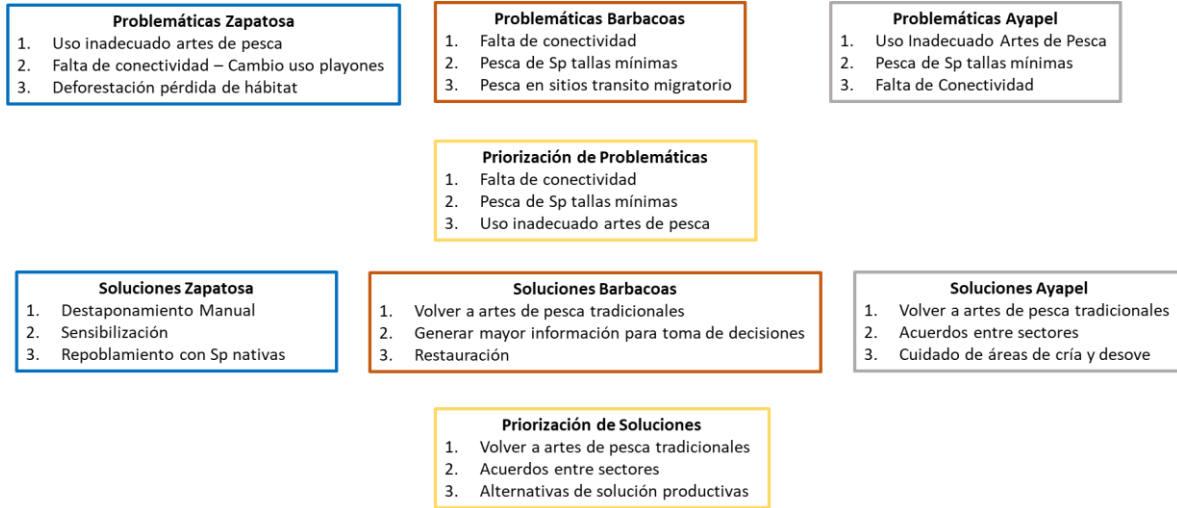 Problemáticas Zapatosa
1. Uso inadecuado artes de pesca
2. Falta de conectividad – Cambio uso playones
3. Deforestación pérdida de hábitat
Problemáticas Barbacoas
1. Falta de conectividad
2. Pesca de Sp tallas mínimas
3. Pesca en sitios transito migratorio
Problemáticas Ayapel
1. Uso Inadecuado Artes de Pesca
2. Pesca de Sp tallas mínimas
3. Falta de Conectividad
Priorización de Problemáticas
1. Falta de conectividad
2. Pesca de Sp tallas mínimas
3. Uso inadecuado artes de pesca
Soluciones Zapatosa
1. Destaponamiento Manual
2. Sensibilización
3. Repoblamiento con Sp nativas
Soluciones Barbacoas
1. Volver a artes de pesca tradicionales
2. Generar mayor información para toma de decisiones
3. Restauración
Soluciones Ayapel
1. Volver a artes de pesca tradicionales
2. Acuerdos entre sectores
3. Cuidado de áreas de cría y desove
Priorización de Soluciones
1. Volver a artes de pesca tradicionales
2. Acuerdos entre sectores
3. Alternativas de solución productivas